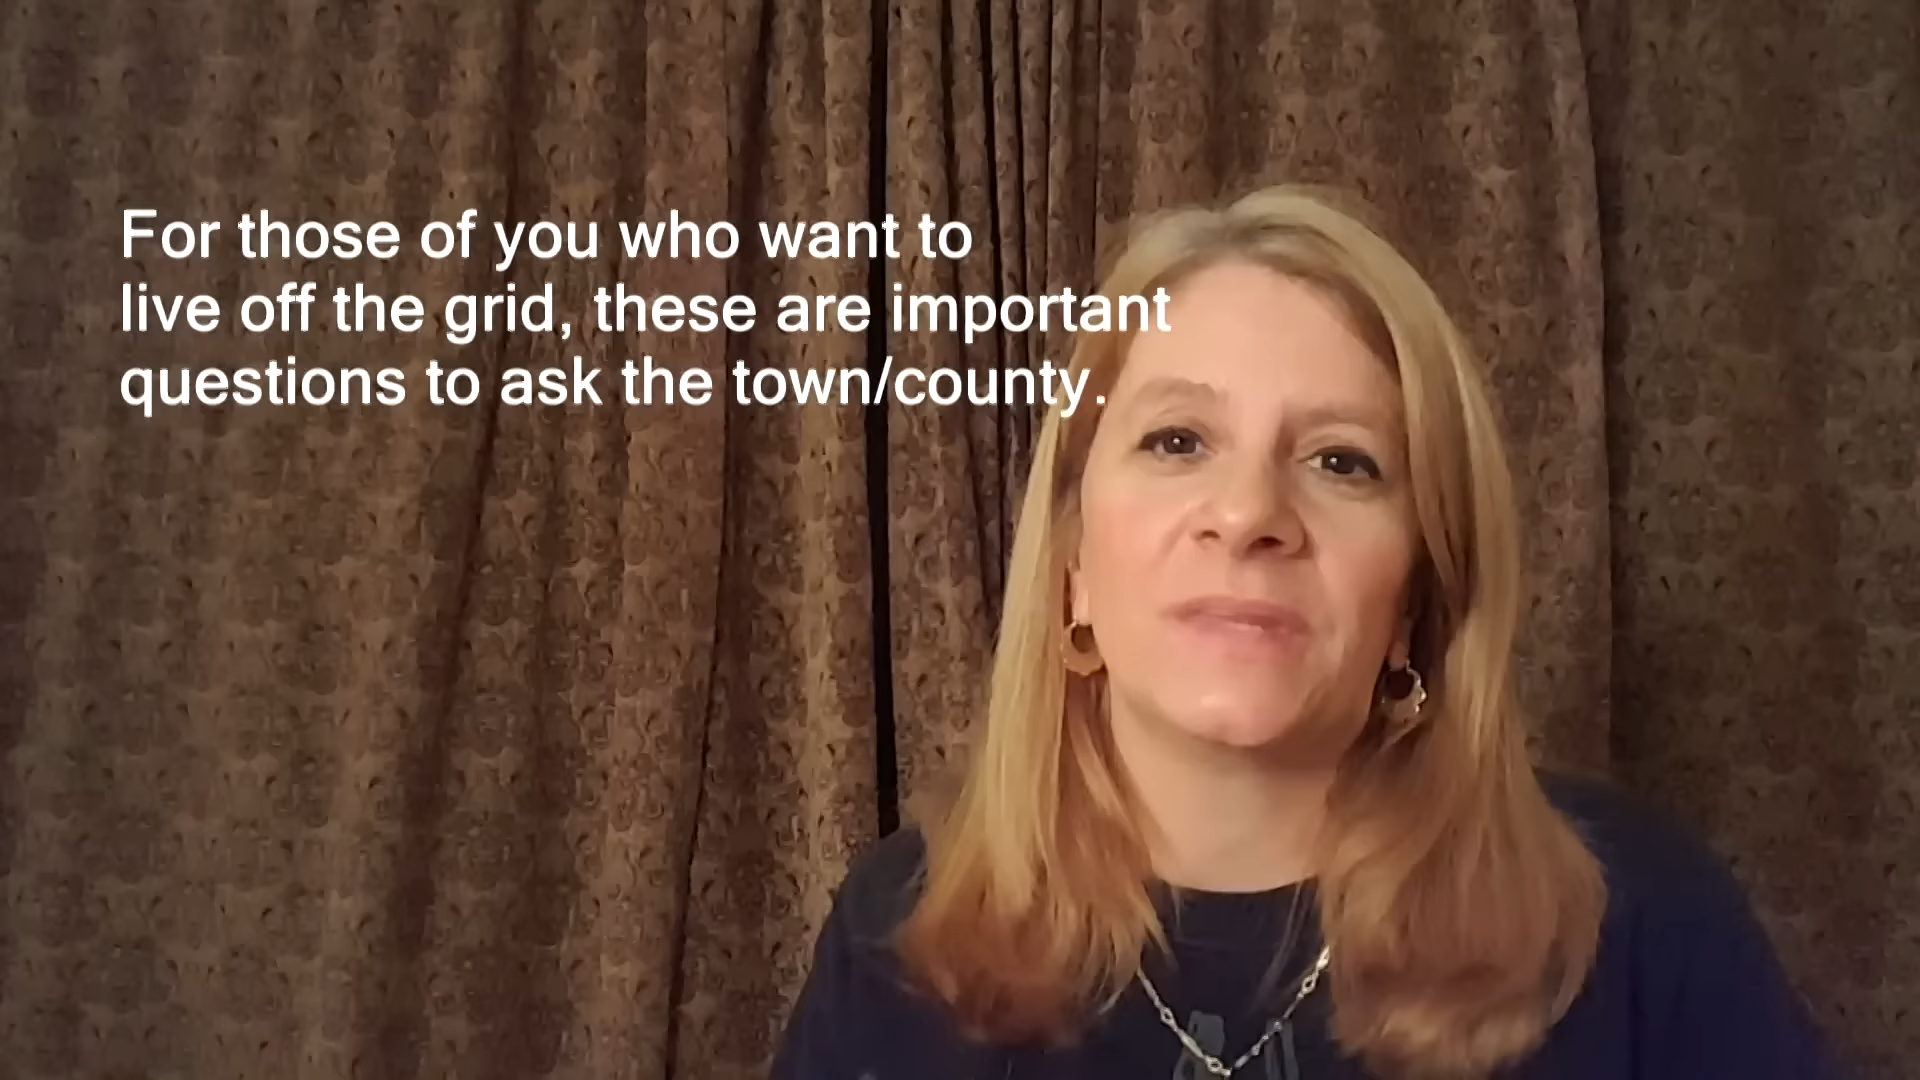 For those of you who want to
live off the grid, these are important
questions to ask the town/county.